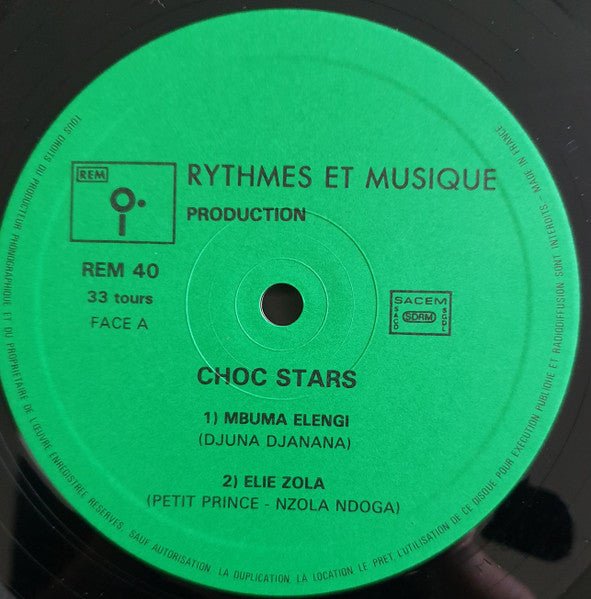 REM
RYTHMES ET MUSIQUE
PRODUCTION
REM 40
33 tours
FACE A
SACEM
SACD
SDRM
SGDL
CHOC STARS
1) MBUMA ELENGI
(DJUNA DJANANA)
2) ELIE ZOLA
(PETIT PRINCE - NZOLA NDOGA)
TOUS DROITS DU PRODUCTEUR PHONOGRAPHIQUE ET DU PROPRIETAIRE DE L'ŒUVRE ENREGISTREE RESERVES. SAUF AUTORISATION. LA DUPLICATION, LA LOCATION, LE PRET, L'UTILISATION DE CE DISQUE POUR EXECUTION PUBLIQUE ET RADIODIFFUSION SONT INTERDITS - MADE IN FRANCE